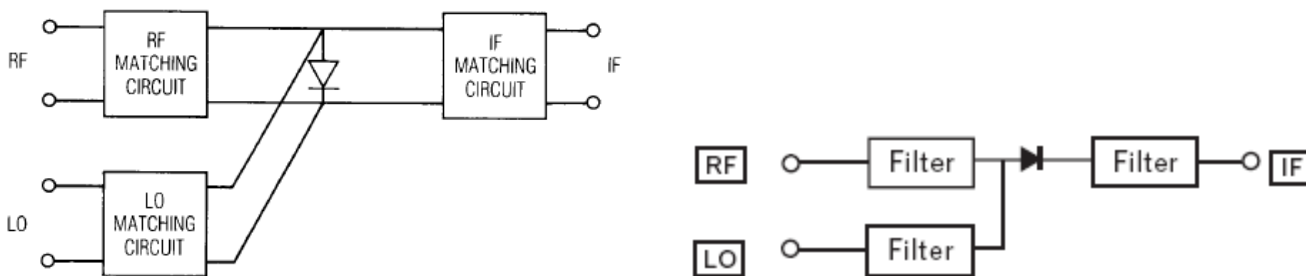 RF
RF
MATCHING
CIRCUIT
IF
MATCHING
CIRCUIT
IF
LO
LO
MATCHING
CIRCUIT
RF
Filter
Filter
IF
LO
Filter